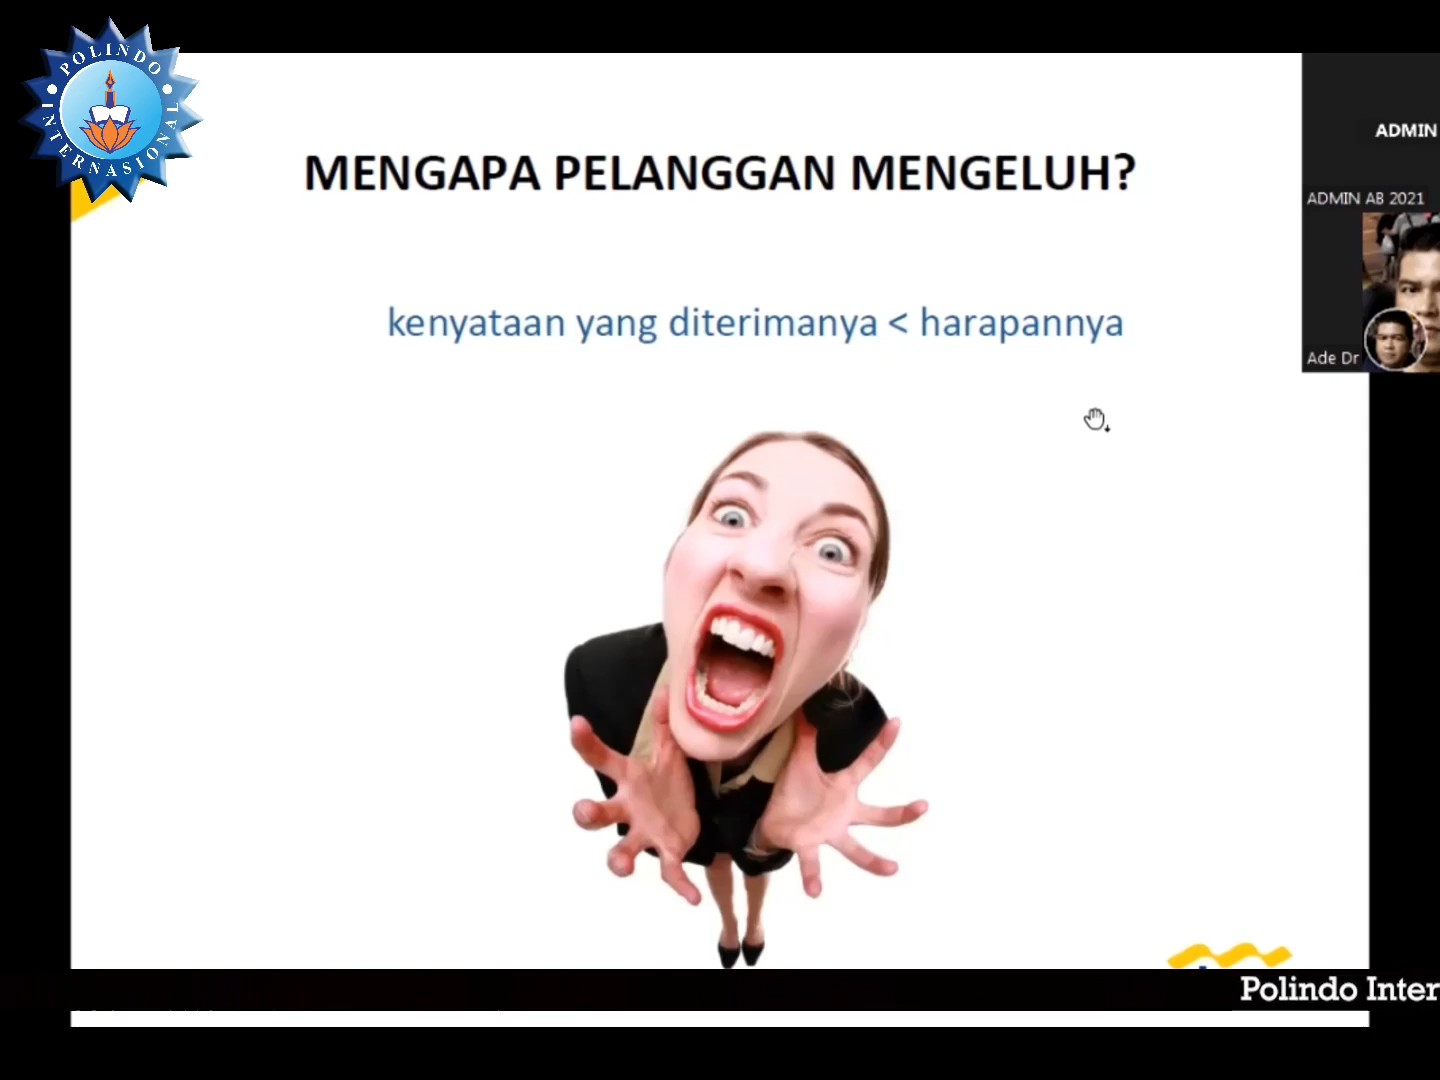 POLINDO
INTERNASIONAL
MENGAPA PELANGGAN MENGELUH?
kenyataan yang diterimanya < harapannya
ADMIN
ADMIN AB 2021
Ade Dr
Polindo Inter